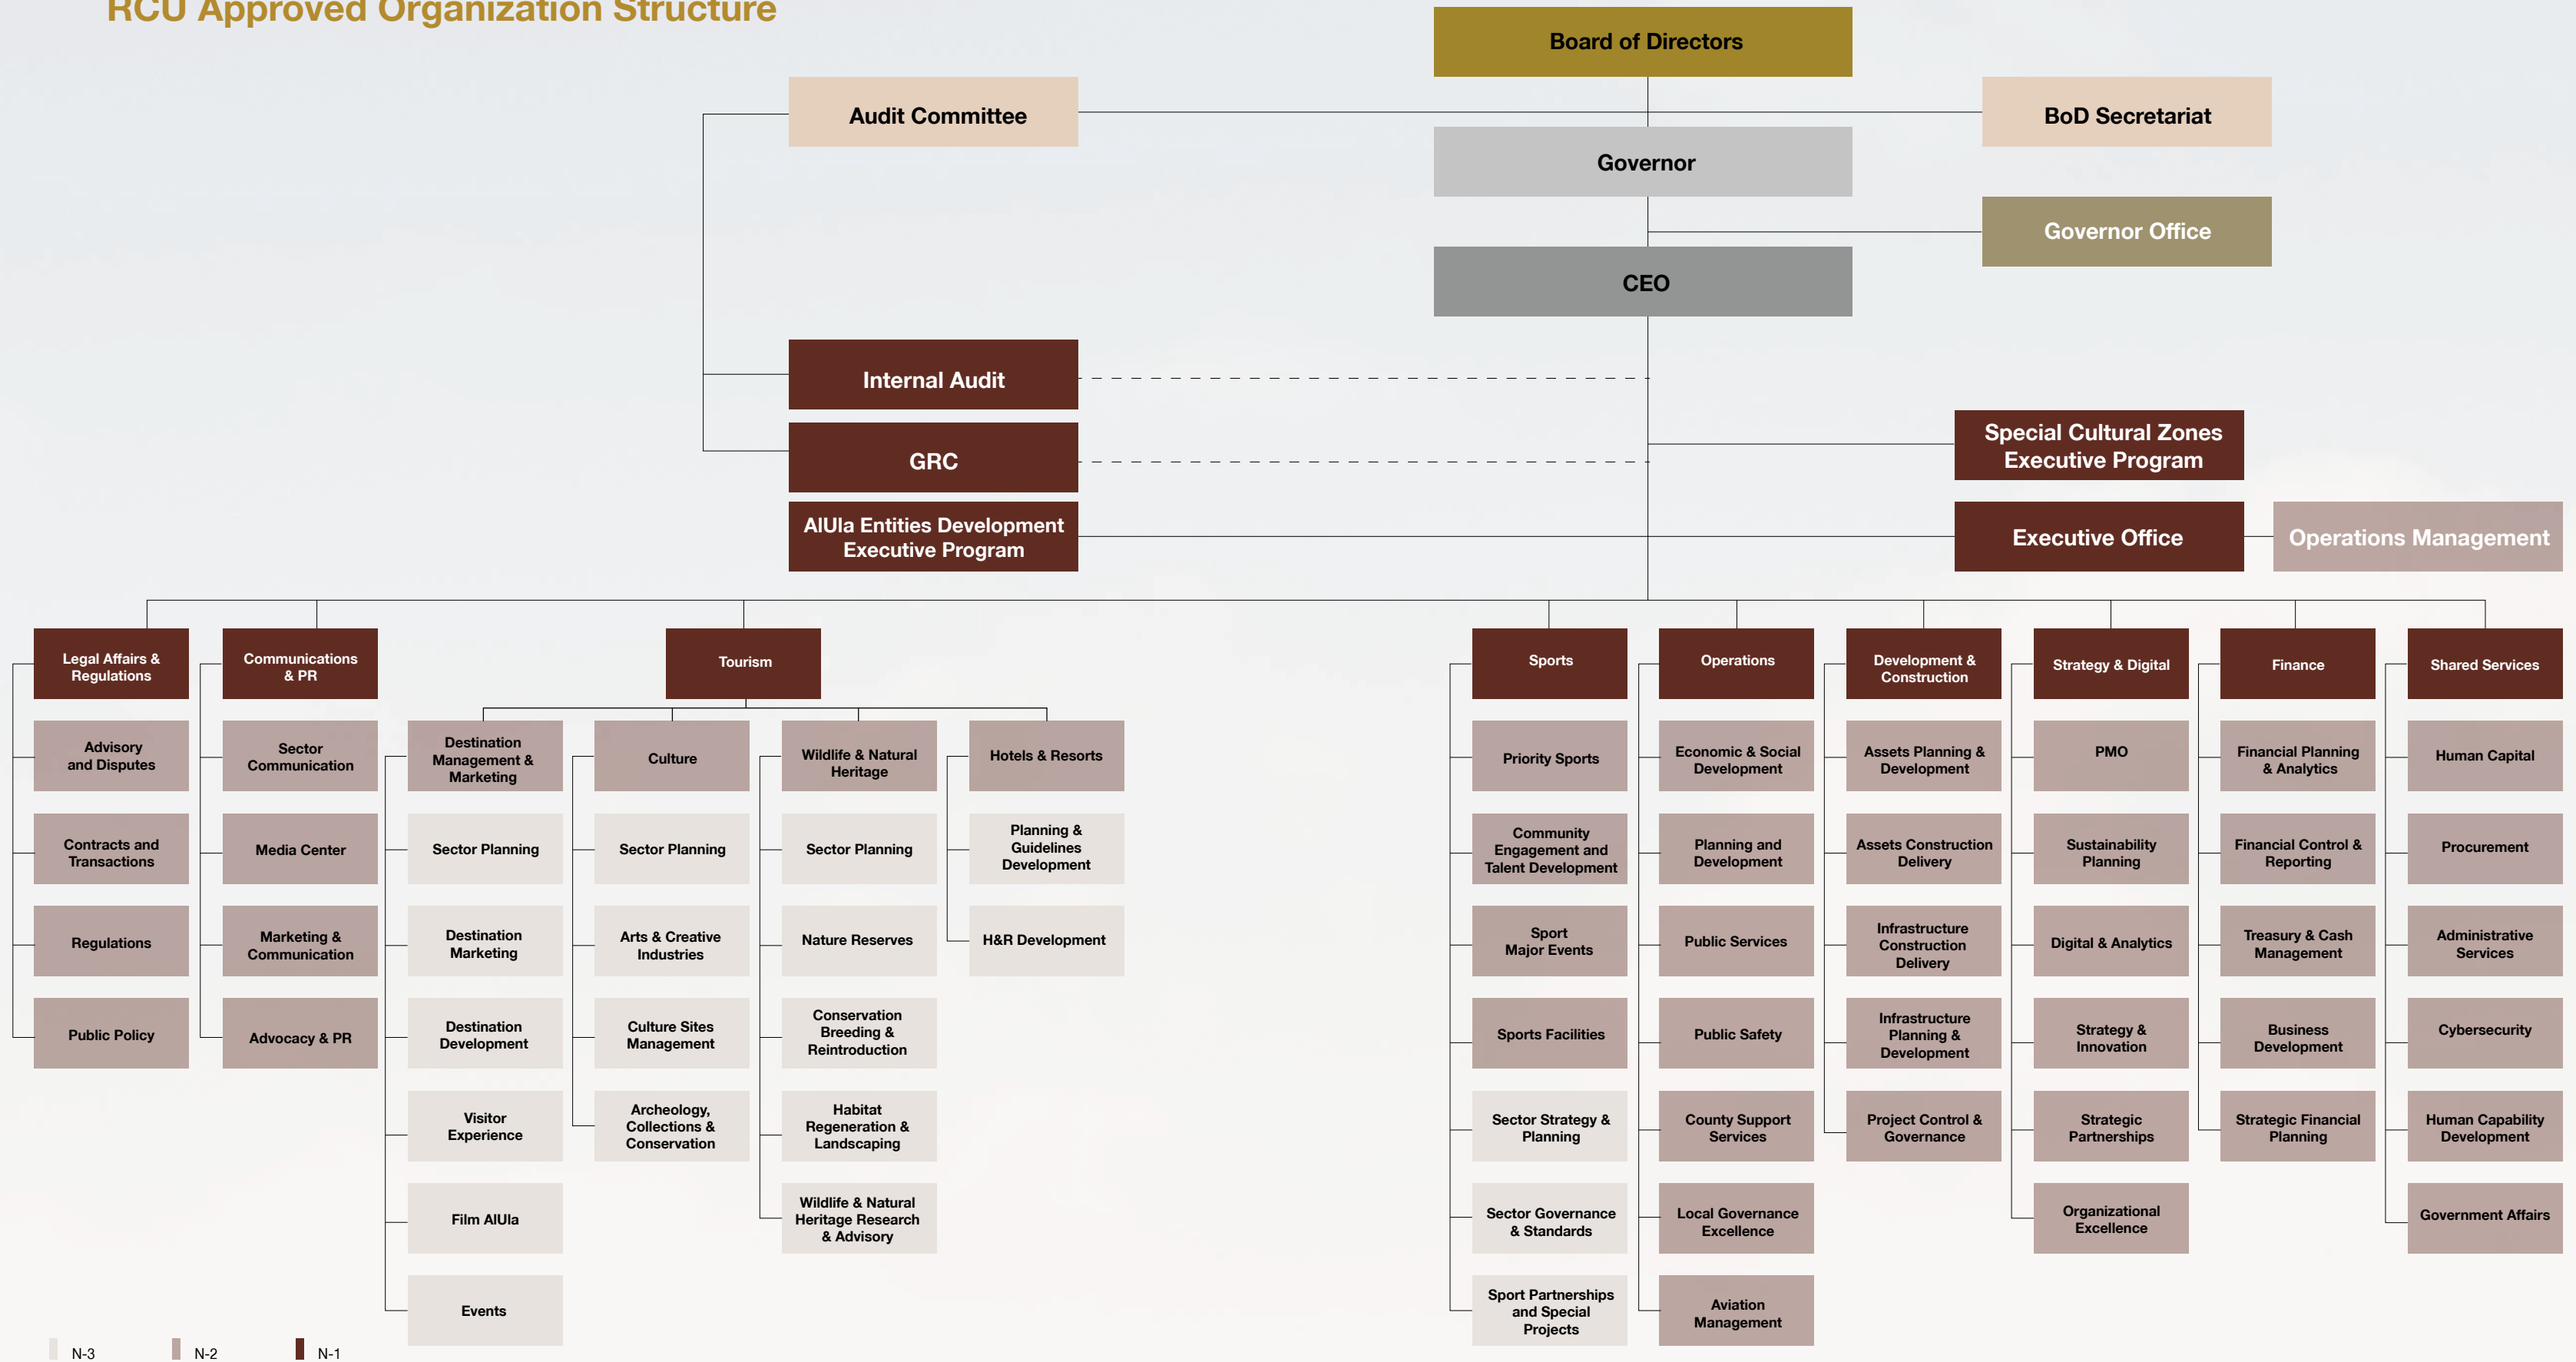 RCU Approved Organization Structure
Board of Directors
Audit Committee
BoD Secretariat
Governor
Governor Office
CEO
Internal Audit
GRC
Special Cultural Zones
Executive Program
AlUla Entities Development
Executive Program
Executive Office
Operations Management
Legal Affairs &
Regulations
Advisory
and Disputes
Contracts and
Transactions
Regulations
Public Policy
Communications
& PR
Sector
Communication
Media Center
Marketing &
Communication
Advocacy & PR
Tourism
Destination
Management &
Marketing
Sector Planning
Destination
Marketing
Destination
Development
Visitor
Experience
Film AlUla
Events
Culture
Sector Planning
Arts & Creative
Industries
Culture Sites
Management
Archeology,
Collections &
Conservation
Wildlife & Natural
Heritage
Sector Planning
Nature Reserves
Conservation
Breeding &
Reintroduction
Habitat
Regeneration &
Landscaping
Wildlife & Natural
Heritage Research
& Advisory
Hotels & Resorts
Planning &
Guidelines
Development
H&R Development
Sports
Priority Sports
Community
Engagement and
Talent Development
Sport
Major Events
Sports Facilities
Sector Strategy &
Planning
Sector Governance
& Standards
Sport Partnerships
and Special
Projects
Operations
Economic & Social
Development
Planning and
Development
Public Services
Public Safety
County Support
Services
Local Governance
Excellence
Aviation
Management
Development &
Construction
Assets Planning &
Development
Assets Construction
Delivery
Infrastructure
Construction
Delivery
Infrastructure
Planning &
Development
Project Control &
Governance
Strategy & Digital
PMO
Sustainability
Planning
Digital & Analytics
Strategy &
Innovation
Strategic
Partnerships
Organizational
Excellence
Finance
Financial Planning
& Analytics
Financial Control &
Reporting
Treasury & Cash
Management
Business
Development
Strategic Financial
Planning
Shared Services
Human Capital
Procurement
Administrative
Services
Cybersecurity
Human Capability
Development
Government Affairs
N-3
N-2
N-1